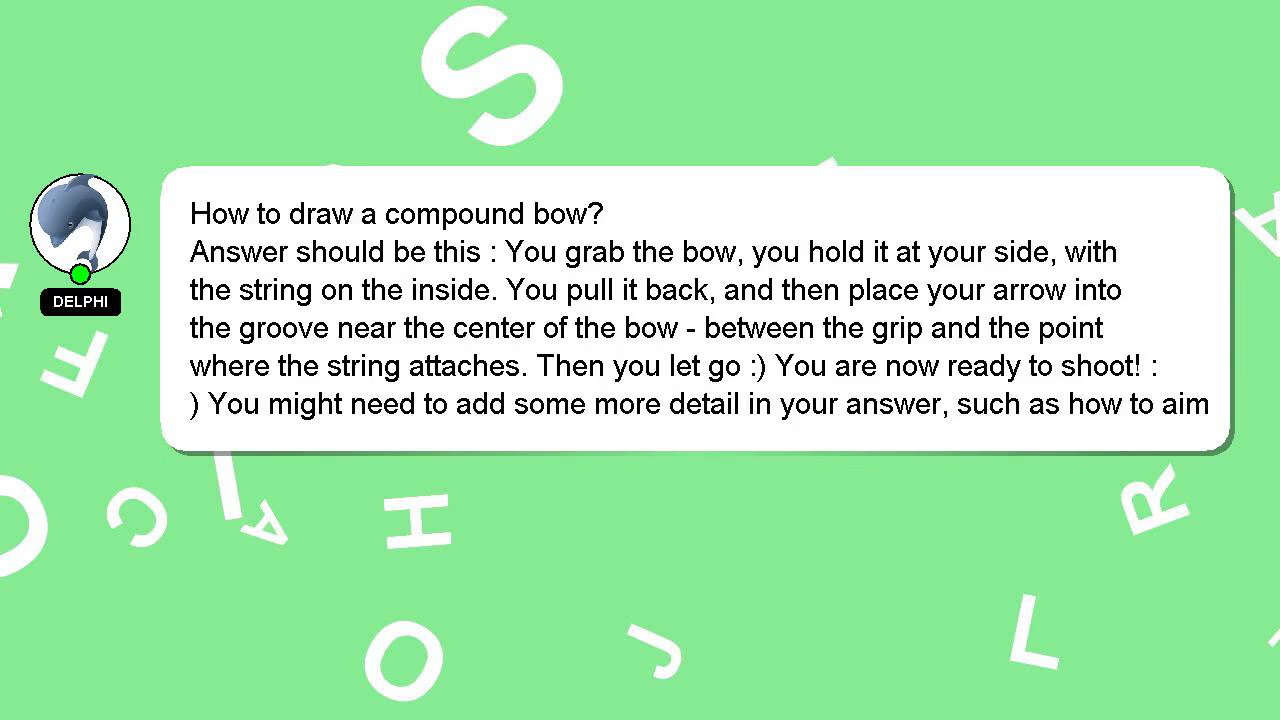 How to draw a compound bow?
Answer should be this : You grab the bow, you hold it at your side, with
the string on the inside. You pull it back, and then place your arrow into
the groove near the center of the bow - between the grip and the point
where the string attaches. Then you let go :) You are now ready to shoot! :
) You might need to add some more detail in your answer, such as how to aim
DELPHI
S
A
F
C
I
A
H
R
O
J
L